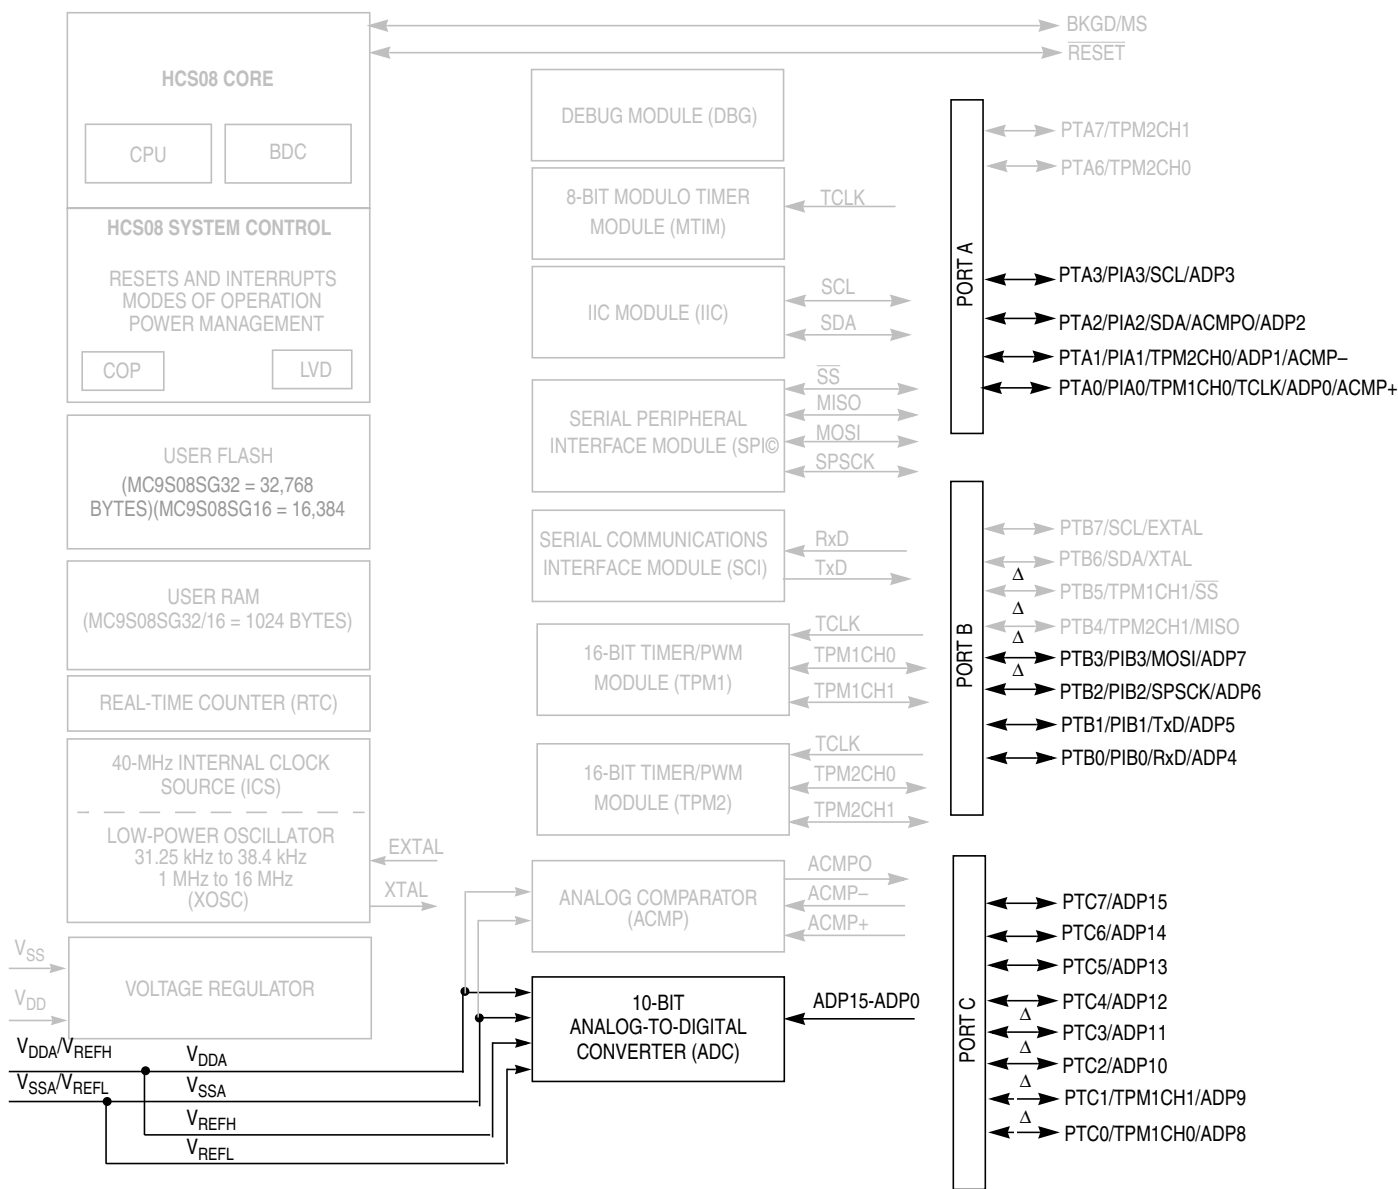 BKGD/MS
RESET
HCS08 CORE
CPU
BDC
HCS08 SYSTEM CONTROL
RESETS AND INTERRUPTS
MODES OF OPERATION
POWER MANAGEMENT
COP
LVD
USER FLASH
(MC9S08SG32 = 32,768
BYTES)(MC9S08SG16 = 16,384
USER RAM
(MC9S08SG32/16 = 1024 BYTES)
REAL-TIME COUNTER (RTC)
40-MHz INTERNAL CLOCK
SOURCE (ICS)
LOW-POWER OSCILLATOR
31.25 kHz to 38.4 kHz
1 MHz to 16 MHz
(XOSC)
EXTAL
XTAL
VSS
VDD
VOLTAGE REGULATOR
VDDA/VREFH
VSSA/VREFL
VDDA
VSSA
VREFH
VREFL
DEBUG MODULE (DBG)
8-BIT MODULO TIMER
MODULE (MTIM)
TCLK
IIC MODULE (IIC)
SCL
SDA
SERIAL PERIPHERAL
INTERFACE MODULE (SPI©
SS
MISO
MOSI
SPSCK
SERIAL COMMUNICATIONS
INTERFACE MODULE (SCI)
RxD
TxD
16-BIT TIMER/PWM
MODULE (TPM1)
TCLK
TPM1CH0
TPM1CH1
16-BIT TIMER/PWM
MODULE (TPM2)
TCLK
TPM2CH0
TPM2CH1
ANALOG COMPARATOR
(ACMP)
ACMPO
ACMP–
ACMP+
10-BIT
ANALOG-TO-DIGITAL
CONVERTER (ADC)
ADP15-ADP0
PORT A
PTA7/TPM2CH1
PTA6/TPM2CH0
PTA3/PIA3/SCL/ADP3
PTA2/PIA2/SDA/ACMPO/ADP2
PTA1/PIA1/TPM2CH0/ADP1/ACMP–
PTA0/PIA0/TPM1CH0/TCLK/ADP0/ACMP+
PORT B
PTB7/SCL/EXTAL
PTB6/SDA/XTAL
Δ
PTB5/TPM1CH1/SS
Δ
PTB4/TPM2CH1/MISO
Δ
PTB3/PIB3/MOSI/ADP7
Δ
PTB2/PIB2/SPSCK/ADP6
PTB1/PIB1/TxD/ADP5
PTB0/PIB0/RxD/ADP4
PORT C
PTC7/ADP15
PTC6/ADP14
PTC5/ADP13
PTC4/ADP12
Δ
PTC3/ADP11
Δ
PTC2/ADP10
Δ
PTC1/TPM1CH1/ADP9
Δ
PTC0/TPM1CH0/ADP8